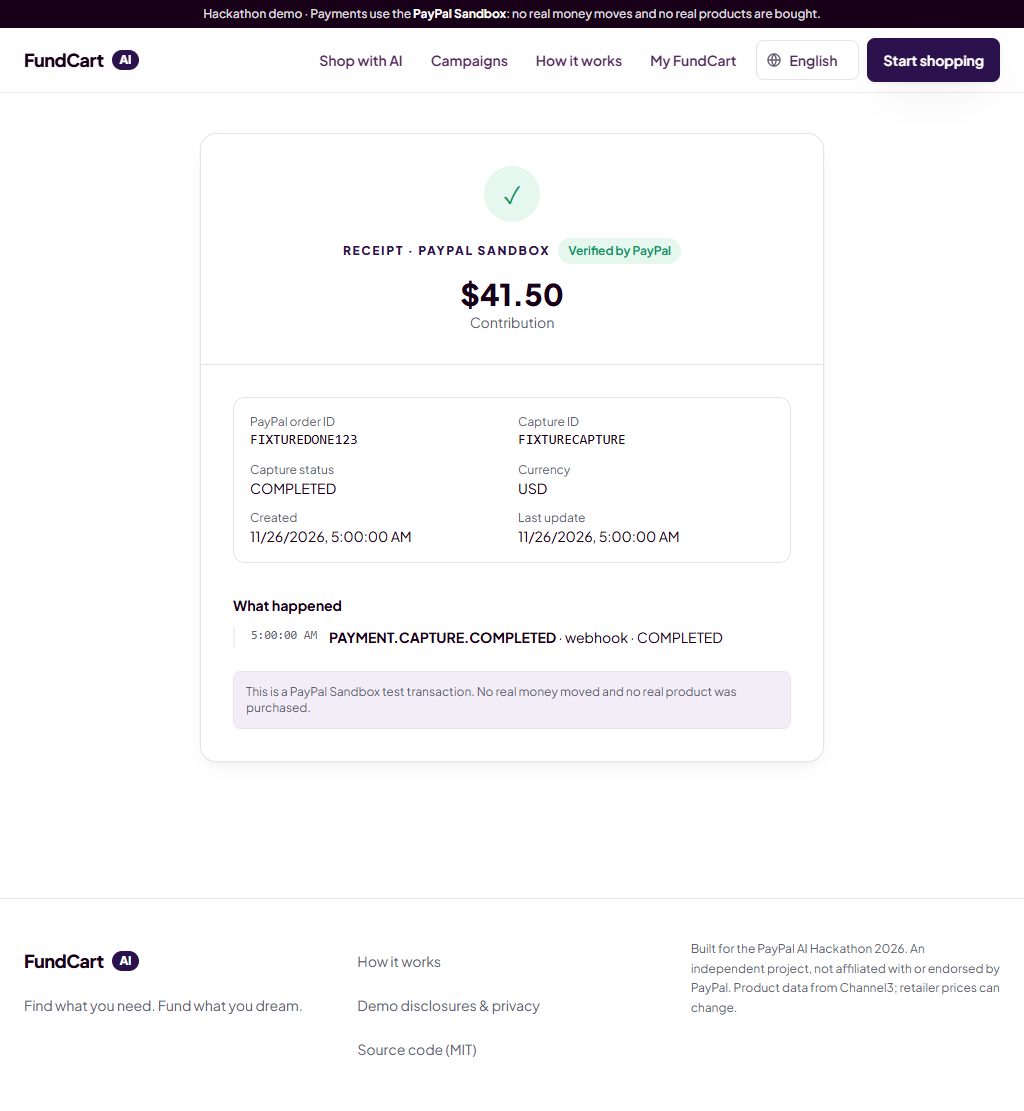 Hackathon demo · Payments use the PayPal Sandbox: no real money moves and no real products are bought.
FundCart AI
Shop with AI
Campaigns
How it works
My FundCart
English
Start shopping
✓
RECEIPT · PAYPAL SANDBOX Verified by PayPal
$41.50
Contribution
PayPal order ID
FIXTUREDONE123
Capture ID
FIXTURECAPTURE
Capture status
COMPLETED
Currency
USD
Created
11/26/2026, 5:00:00 AM
Last update
11/26/2026, 5:00:00 AM
What happened
5:00:00 AM PAYMENT.CAPTURE.COMPLETED · webhook · COMPLETED
This is a PayPal Sandbox test transaction. No real money moved and no real product was
purchased.
FundCart AI
Find what you need. Fund what you dream.
How it works
Demo disclosures & privacy
Source code (MIT)
Built for the PayPal AI Hackathon 2026. An
independent project, not affiliated with or endorsed by
PayPal. Product data from Channel3; retailer prices can
change.